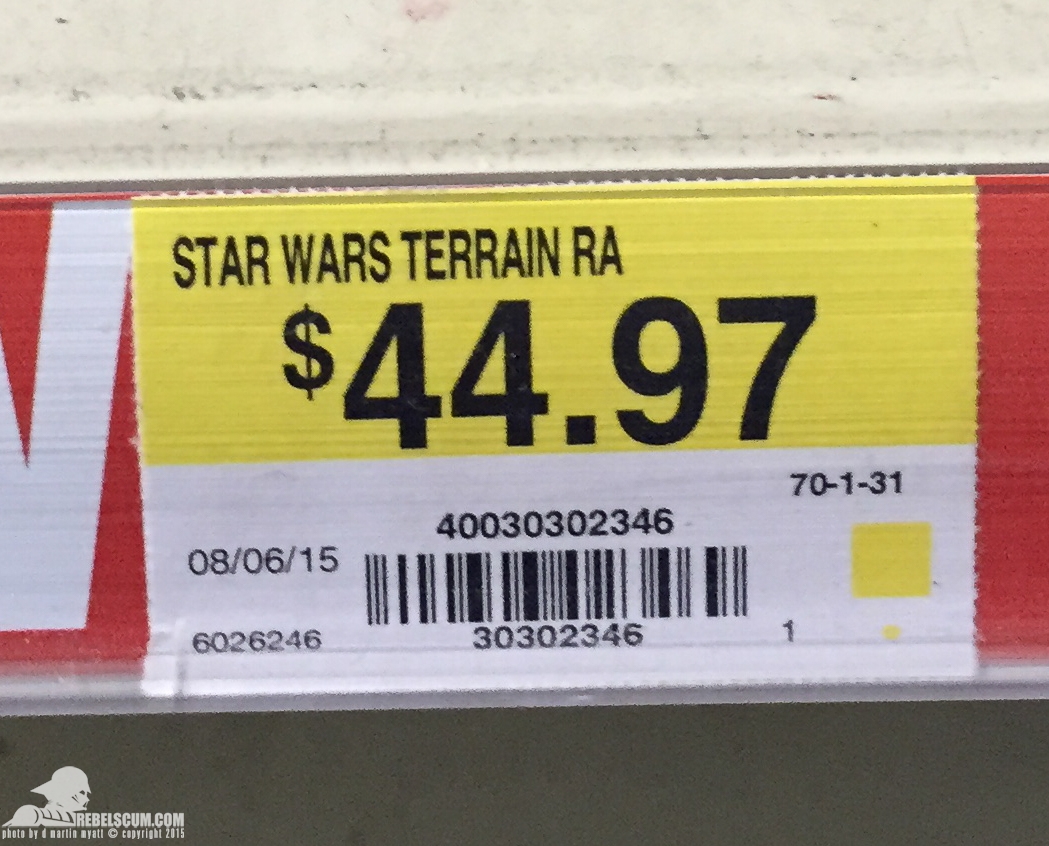 STAR WARS TERRAIN RA
$44.97
70-1-31
40030302346
08/06/15
6026246
30302346
1
REBELSCUM.COM
photo by d martin myatt © copyright 2015